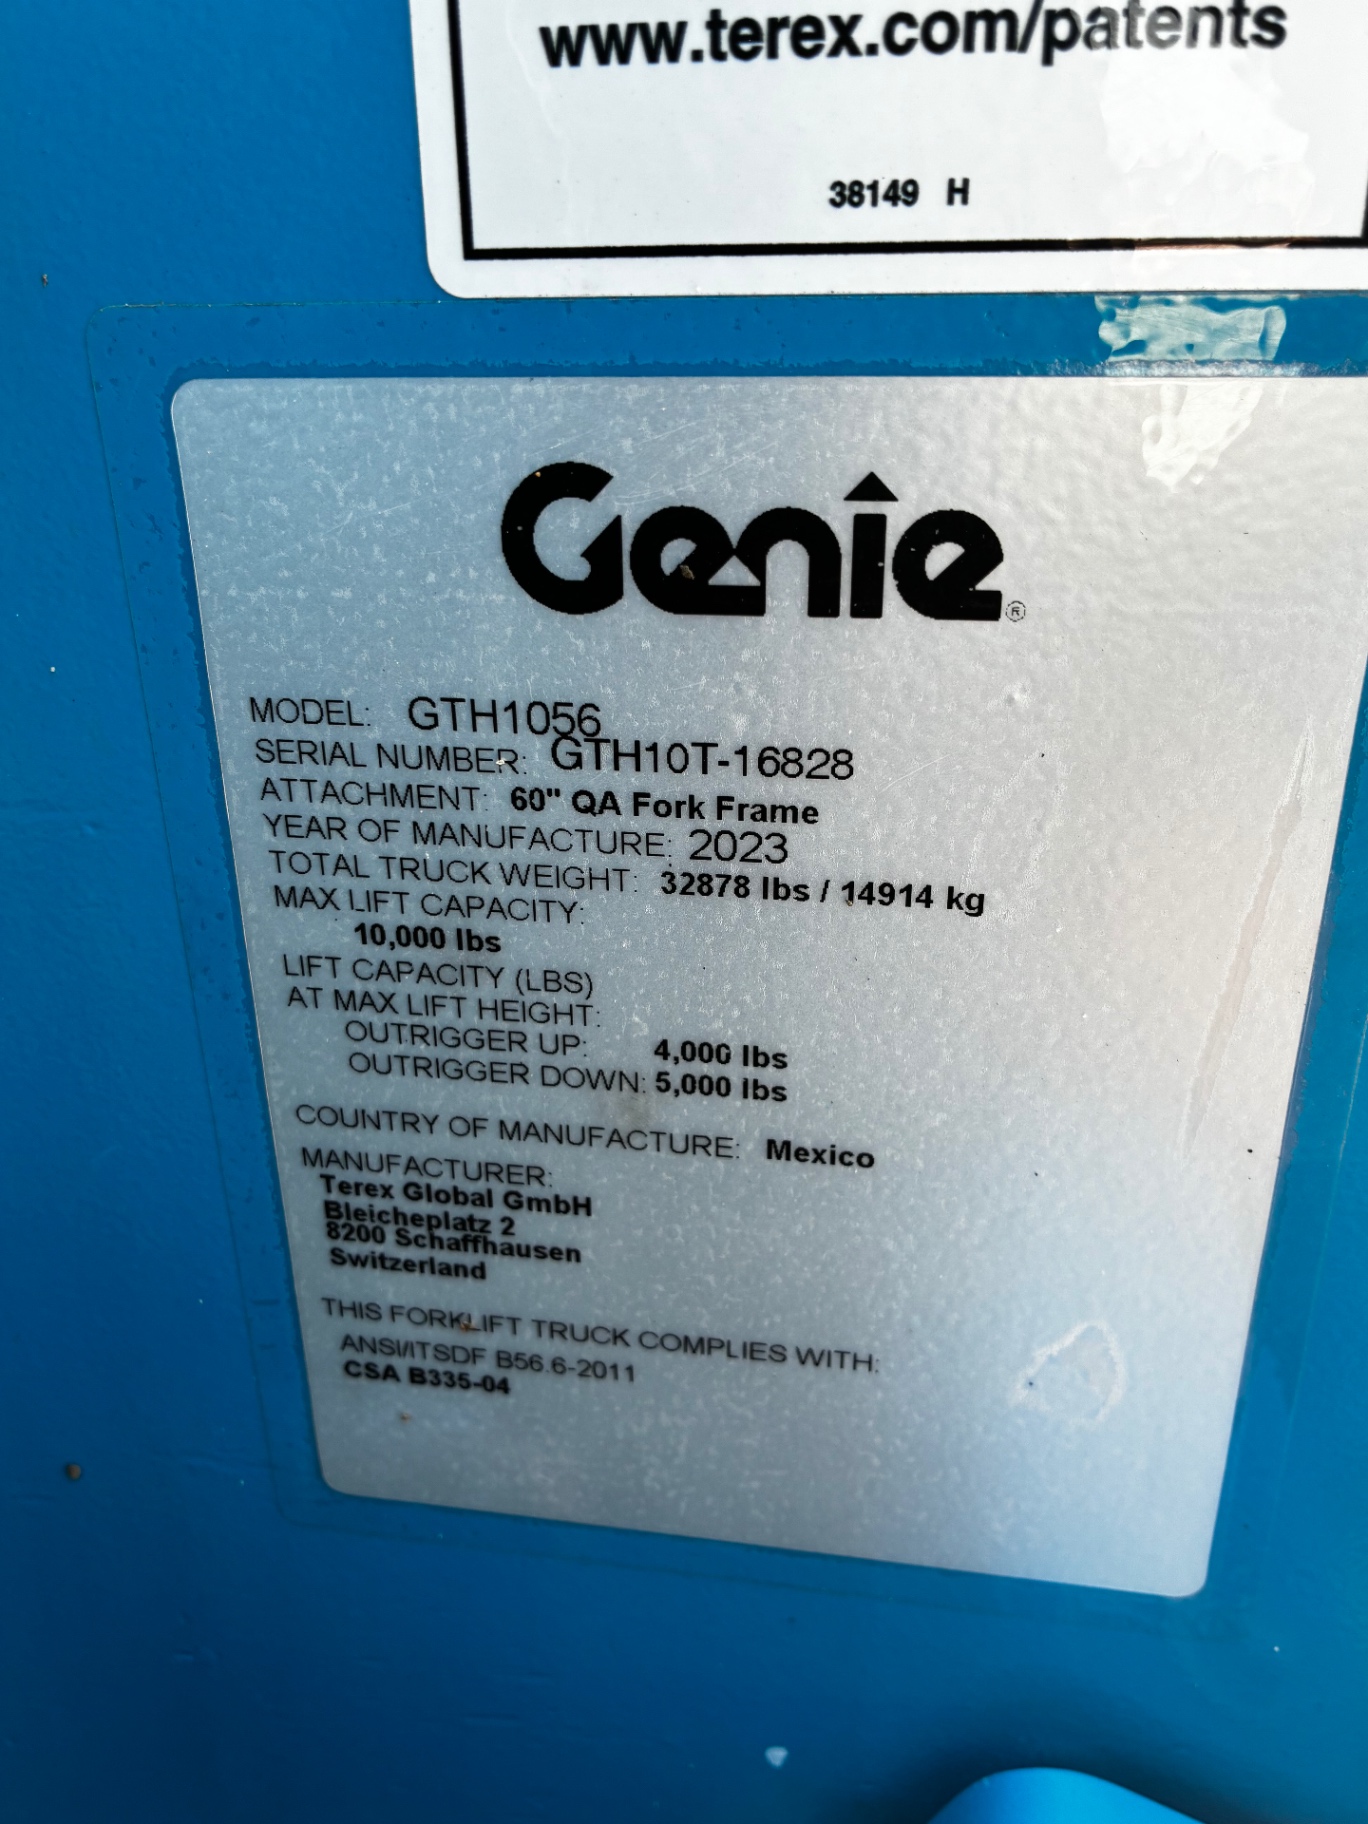 www.terex.com/patents
38149 H
Genie®
MODEL: GTH1056
SERIAL NUMBER: GTH10T-16828
ATTACHMENT: 60" QA Fork Frame
YEAR OF MANUFACTURE: 2023
TOTAL TRUCK WEIGHT: 32878 lbs / 14914 kg
MAX LIFT CAPACITY:
10,000 lbs
LIFT CAPACITY (LBS)
AT MAX LIFT HEIGHT:
OUTRIGGER UP: 4,000 lbs
OUTRIGGER DOWN: 5,000 lbs
COUNTRY OF MANUFACTURE: Mexico
MANUFACTURER:
Terex Global GmbH
Bleicheplatz 2
8200 Schaffhausen
Switzerland
THIS FORKLIFT TRUCK COMPLIES WITH:
ANSI/ITSDF B56.6-2011
CSA B335-04